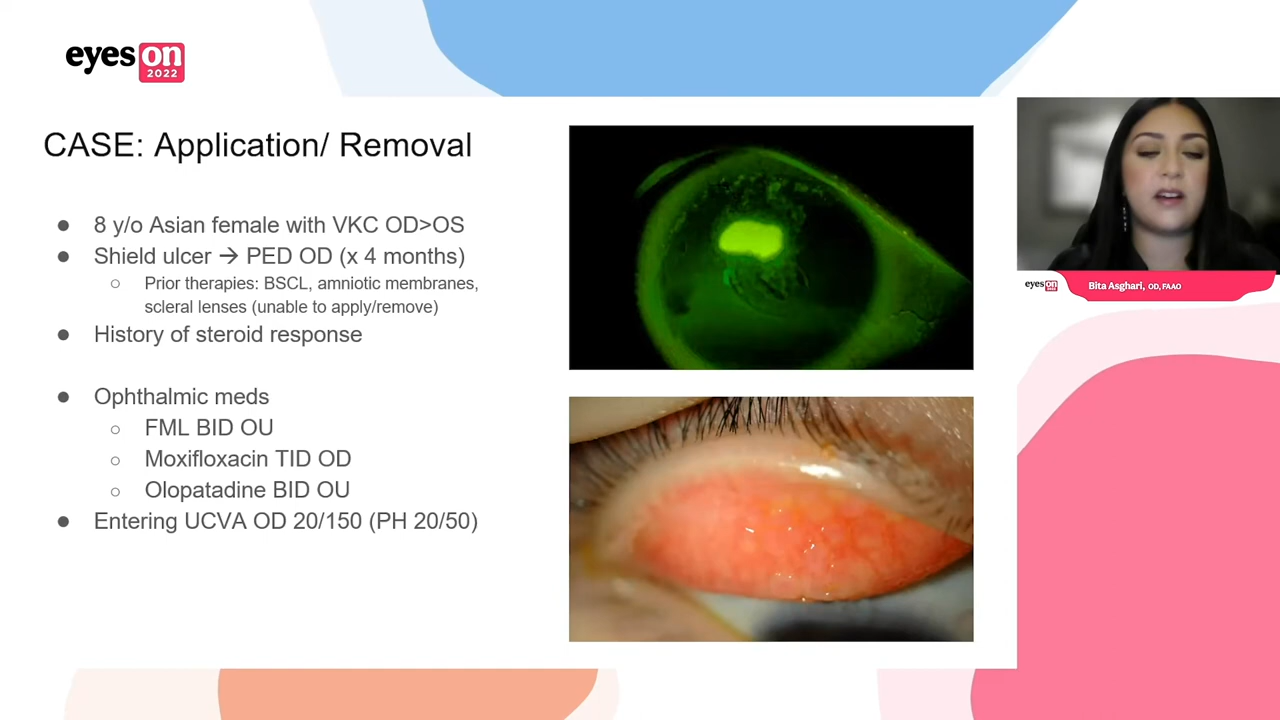 eyes on
2022
CASE: Application/ Removal
● 8 y/o Asian female with VKC OD>OS
● Shield ulcer → PED OD (x 4 months)
○ Prior therapies: BSCL, amniotic membranes,
scleral lenses (unable to apply/remove)
● History of steroid response
● Ophthalmic meds
○ FML BID OU
○ Moxifloxacin TID OD
○ Olopatadine BID OU
● Entering UCVA OD 20/150 (PH 20/50)
eyes on
2022
Bita Asghari, OD, FAAO